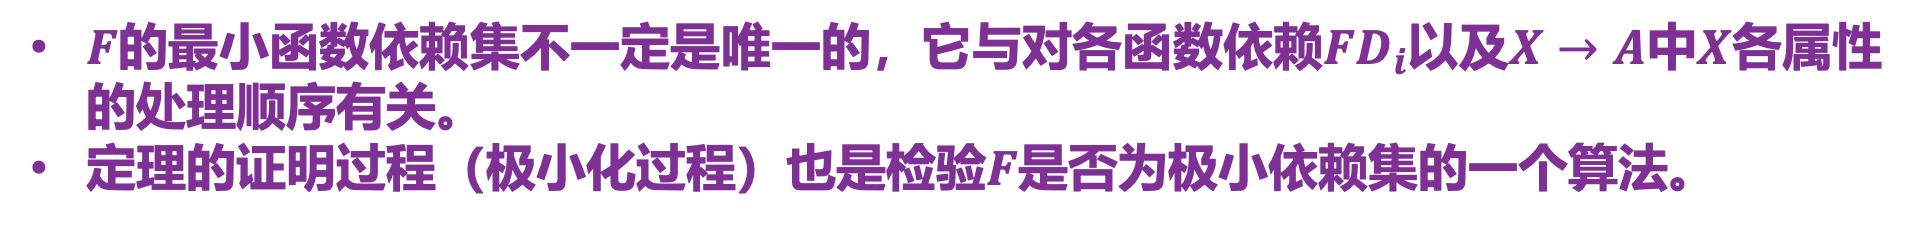 • F的最小函数依赖集不一定是唯一的，它与对各函数依赖FDᵢ以及X → A中X各属性
的处理顺序有关。
• 定理的证明过程（极小化过程）也是检验F是否为极小依赖集的一个算法。